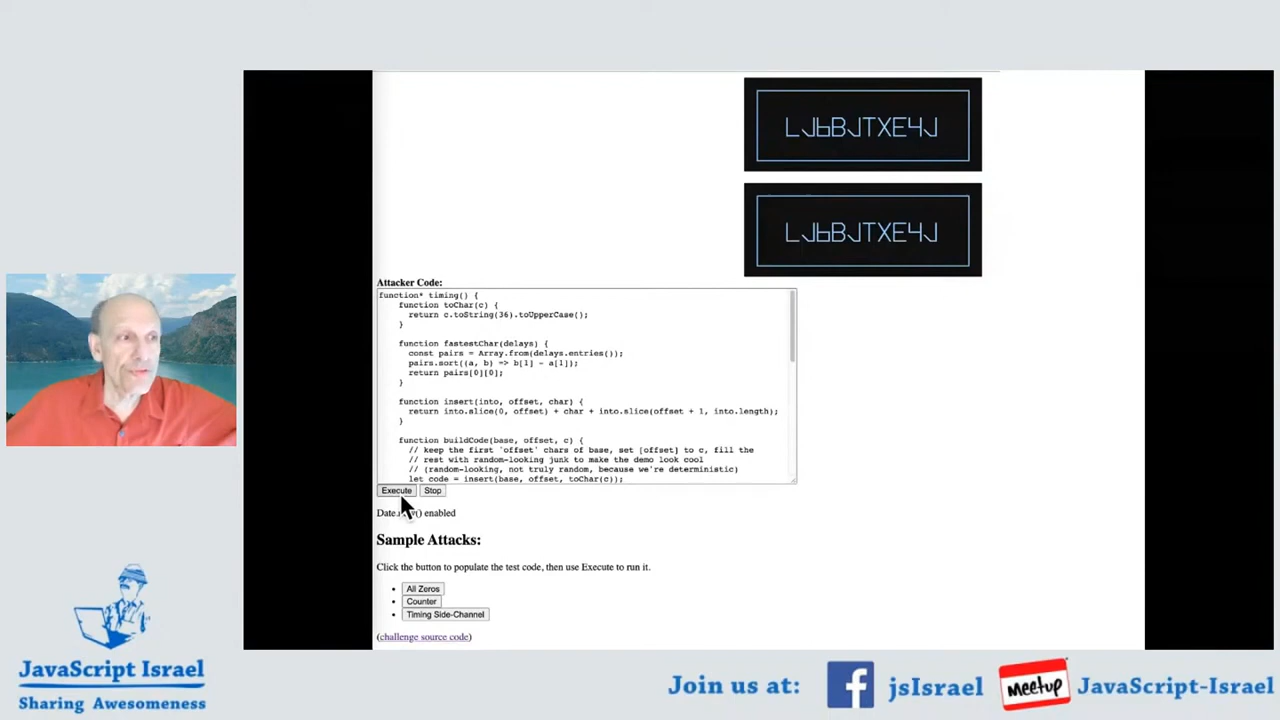 LJ6BJTXE4J
LJ6BJTXE4J
Attacker Code:
function* timing() {
function toChar(c) {
return c.toString(36).toUpperCase();
}
function fastestChar(delays) {
const pairs = Array.from(delays.entries());
pairs.sort((a, b) => b[1] - a[1]);
return pairs[0][0];
}
function insert(into, offset, char) {
return into.slice(0, offset) + char + into.slice(offset + 1, into.length);
}
function buildCode(base, offset, c) {
// keep the first 'offset' chars of base, set [offset] to c, fill the
// rest with random-looking junk to make the demo look cool
// (random-looking, not truly random, because we're deterministic)
let code = insert(base, offset, toChar(c));
Execute Stop
enabled
Sample Attacks:
Click the button to populate the test code, then use Execute to run it.
• All Zeros
• Counter
• Timing Side-Channel
(challenge source code)
JavaScript Israel
Sharing Awesomeness
Join us at: f jsIsrael meetup JavaScript-Israel